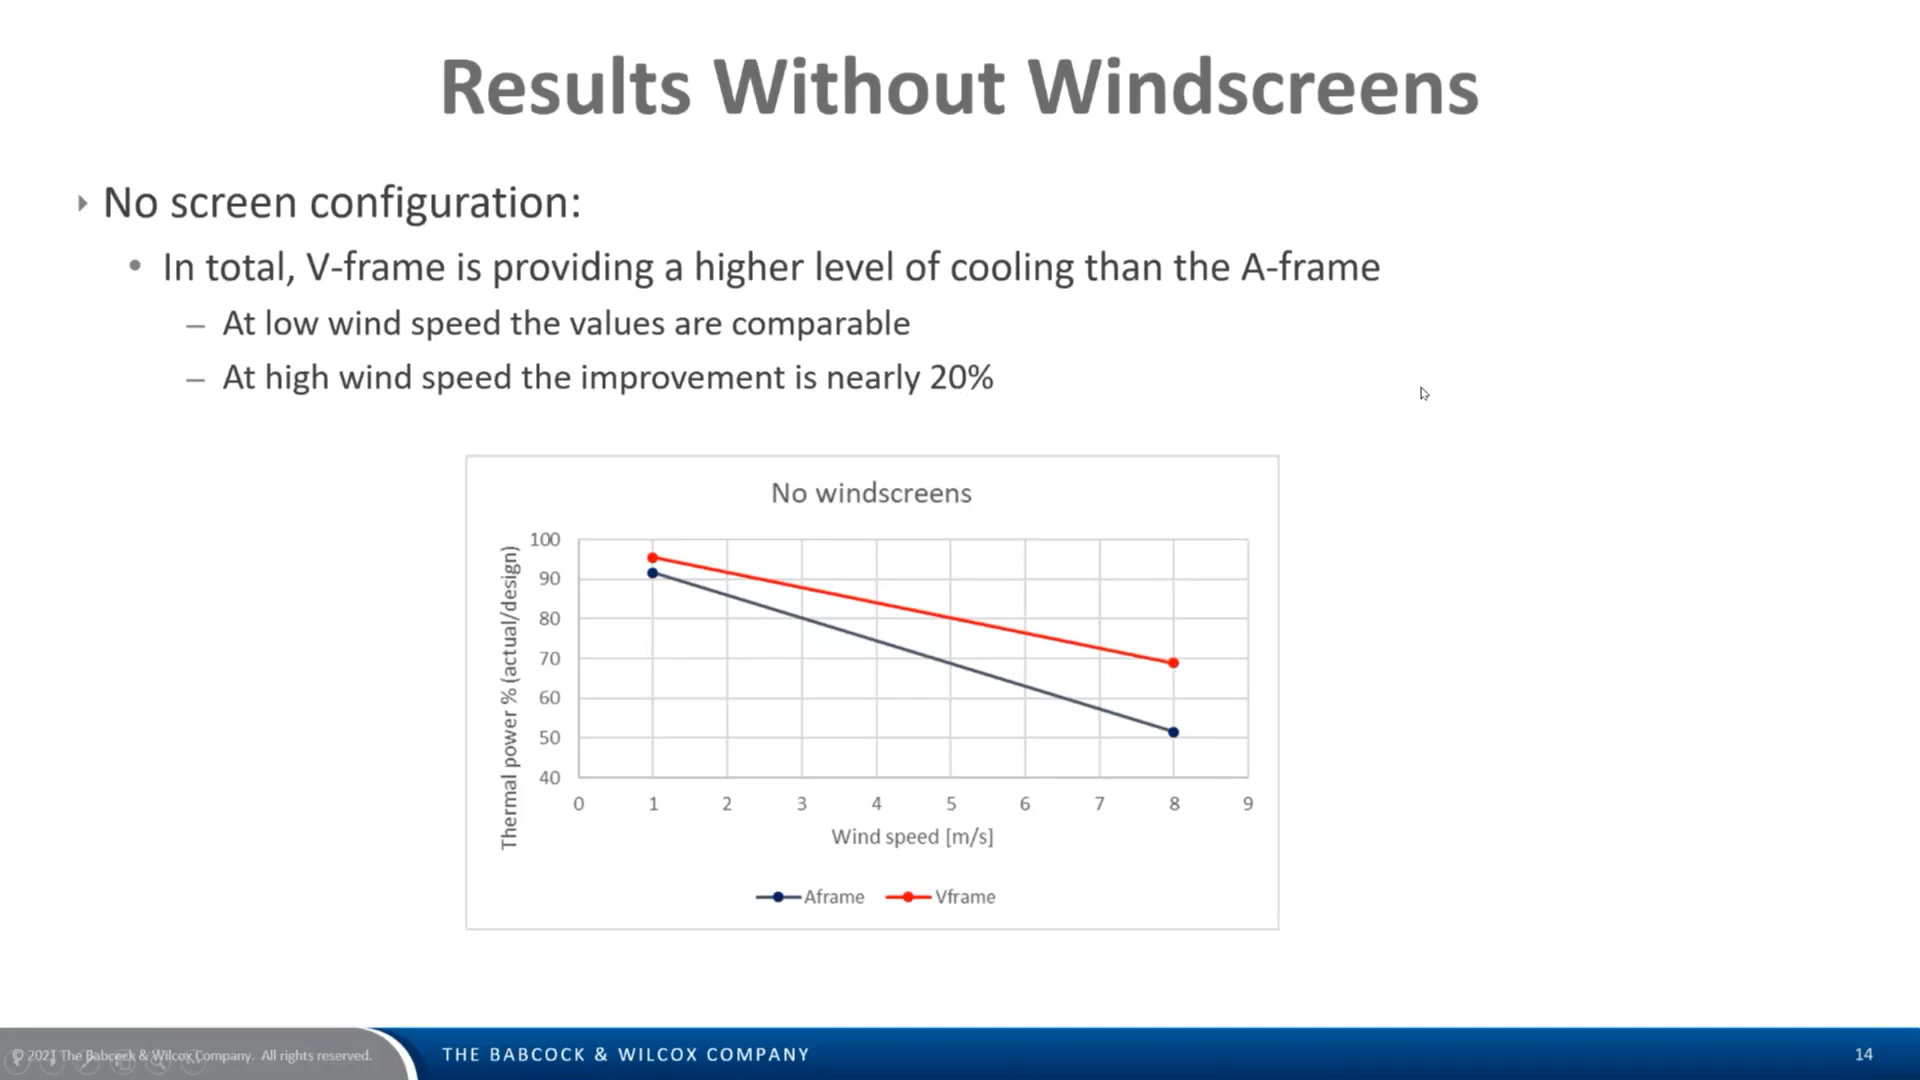 Results Without Windscreens
No screen configuration:
In total, V-frame is providing a higher level of cooling than the A-frame
– At low wind speed the values are comparable
– At high wind speed the improvement is nearly 20%
No windscreens
Thermal power % (actual/design)
100
90
80
70
60
50
40
0 1 2 3 4 5 6 7 8 9
Wind speed [m/s]
Aframe Vframe
© 2021 The Babcock & Wilcox Company. All rights reserved.
THE BABCOCK & WILCOX COMPANY
14